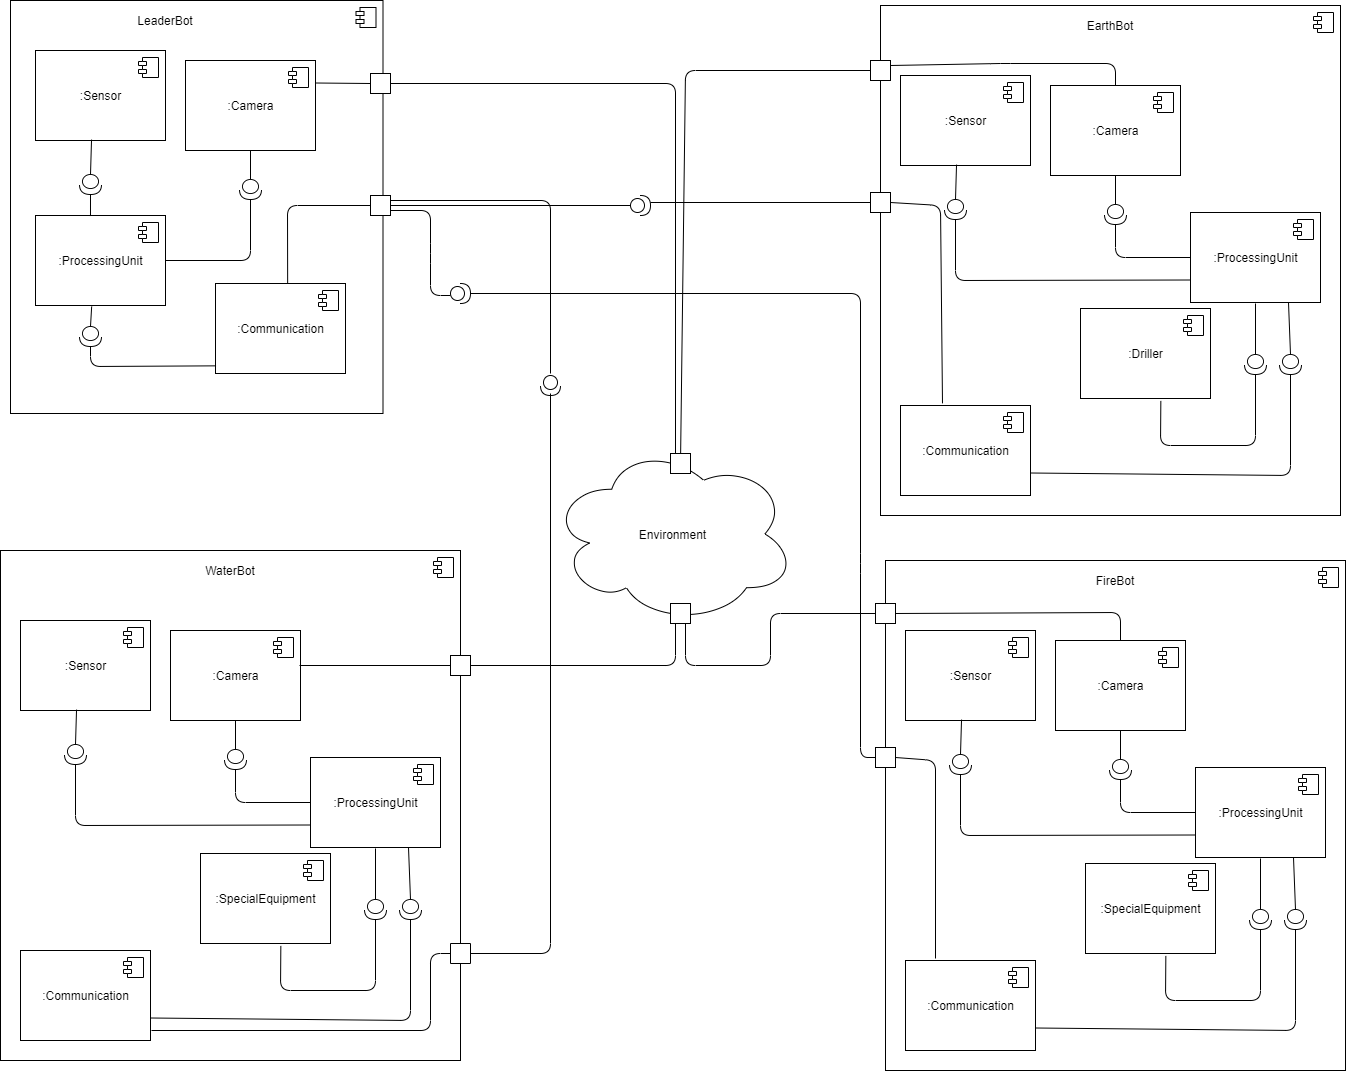 LeaderBot
:Sensor
:Camera
:ProcessingUnit
:Communication
EarthBot
:Sensor
:Camera
:ProcessingUnit
:Driller
:Communication
Environment
WaterBot
:Sensor
:Camera
:ProcessingUnit
:SpecialEquipment
:Communication
FireBot
:Sensor
:Camera
:ProcessingUnit
:SpecialEquipment
:Communication